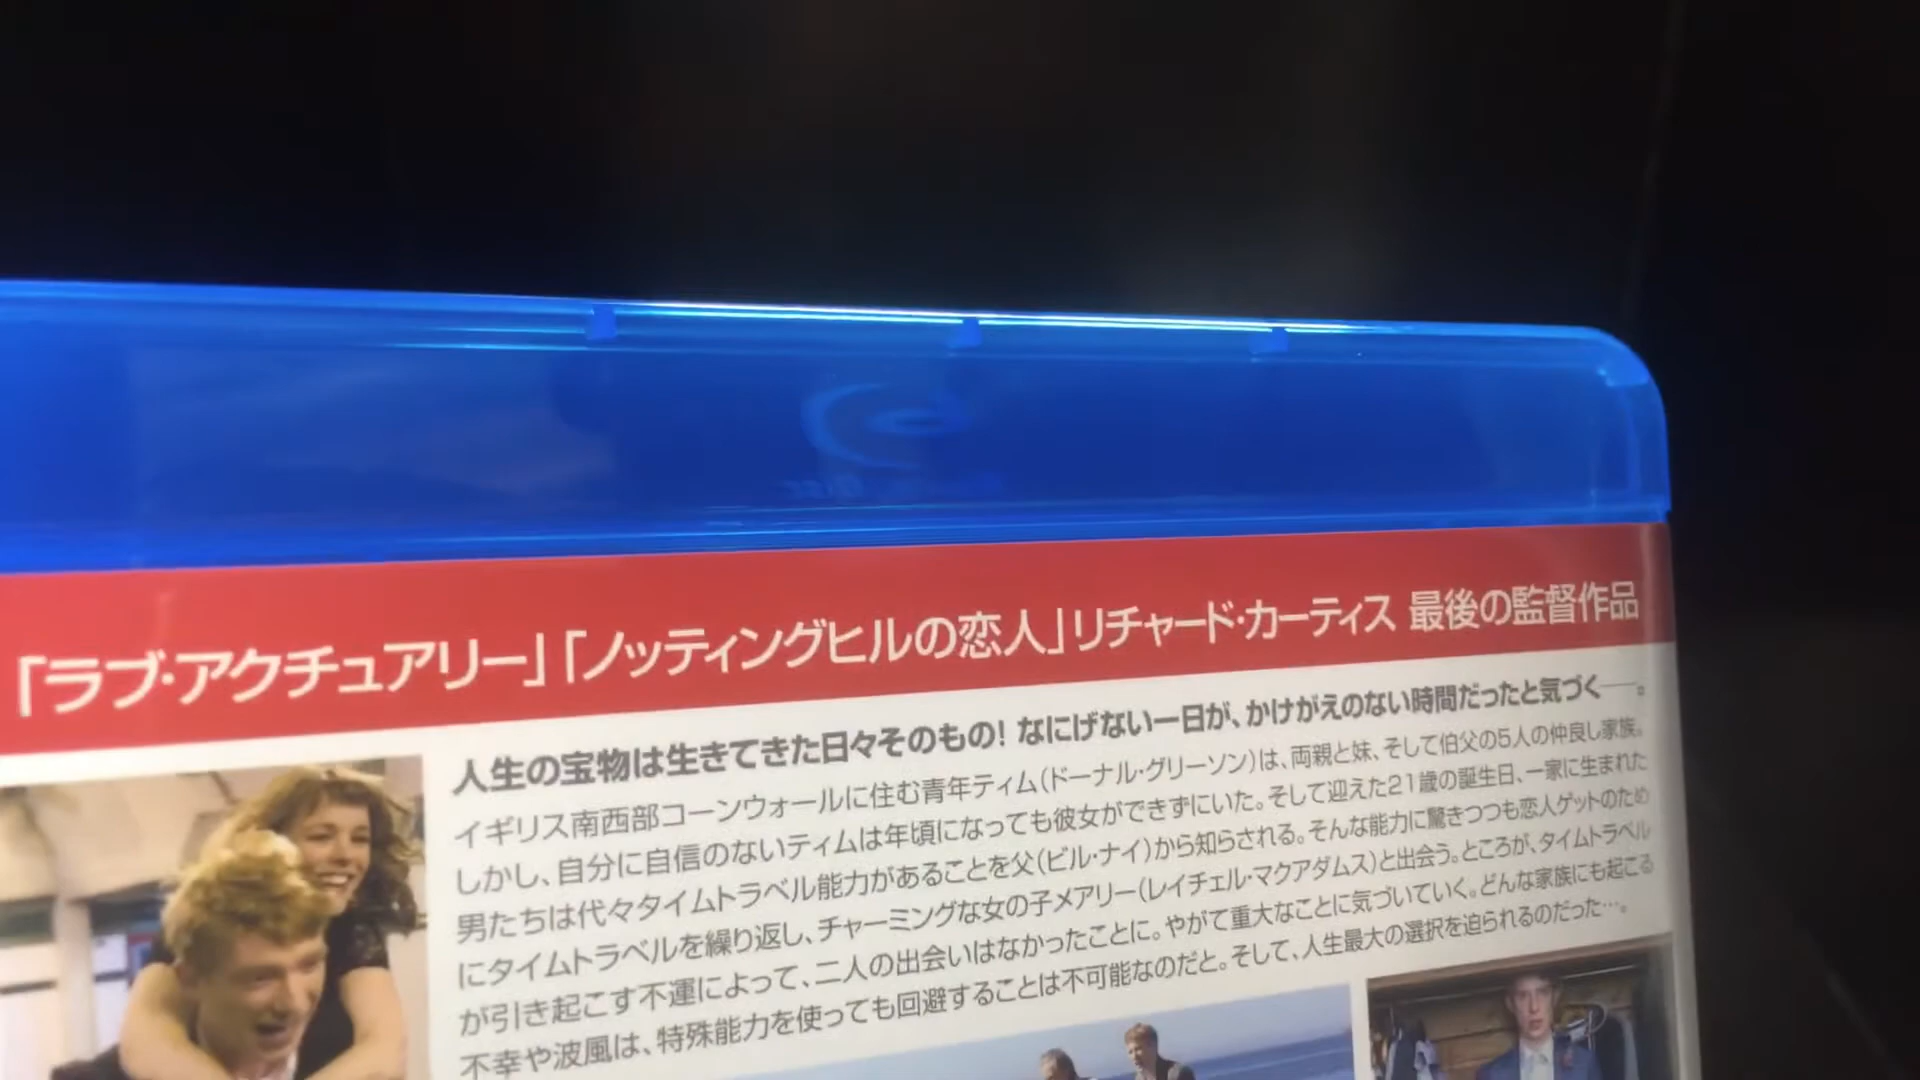 「ラブ・アクチュアリー」「ノッティングヒルの恋人」リチャード・カーティス 最後の監督作品
人生の宝物は生きてきた日々そのもの! なにげない一日が、かけがえのない時間だったと気づく──。
イギリス南西部コーンウォールに住む青年ティム(ドーナル・グリーソン)は、両親と妹、そして伯父の5人の仲良し家族。
しかし、自分に自信のないティムは年頃になっても彼女ができずにいた。そして迎えた21歳の誕生日、一家に生まれた
男たちは代々タイムトラベル能力があることを父(ビル・ナイ)から知らされる。そんな能力に驚きつつも恋人ゲットのため
にタイムトラベルを繰り返し、チャーミングな女の子メアリー(レイチェル・マクアダムス)と出会う。ところが、タイムトラベル
が引き起こす不運によって、二人の出会いはなかったことに。やがて重大なことに気づいていく。どんな家族にも起こる
不幸や波風は、特殊能力を使っても回避することは不可能なのだと。そして、人生最大の選択を迫られるのだった…。